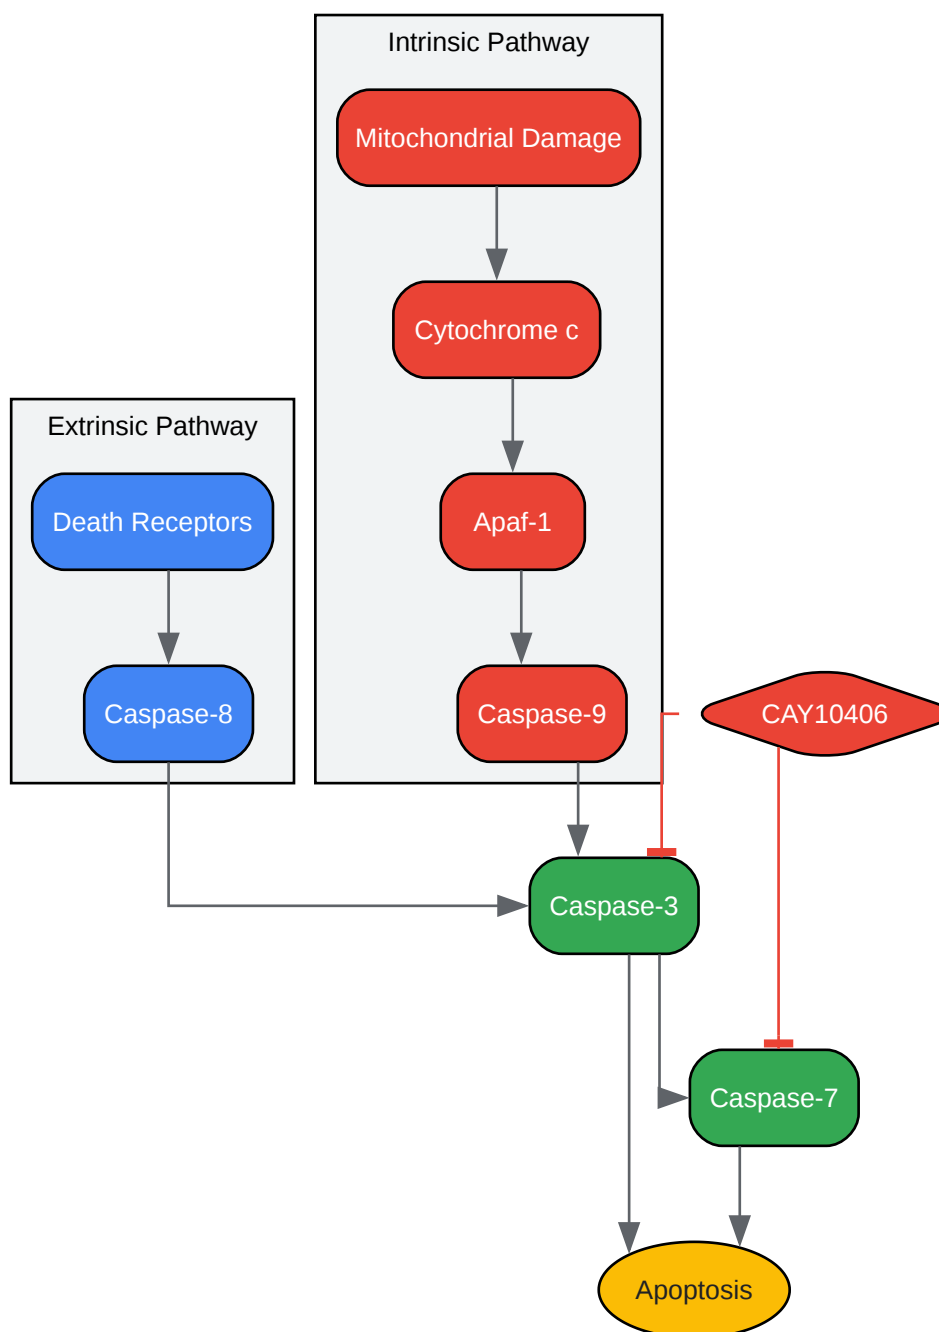 Intrinsic Pathway
Mitochondrial Damage
Cytochrome c
Extrinsic Pathway
Death Receptors
Apaf-1
Caspase-8
Caspase-9
CAY10406
Caspase-3
Caspase-7
Apoptosis